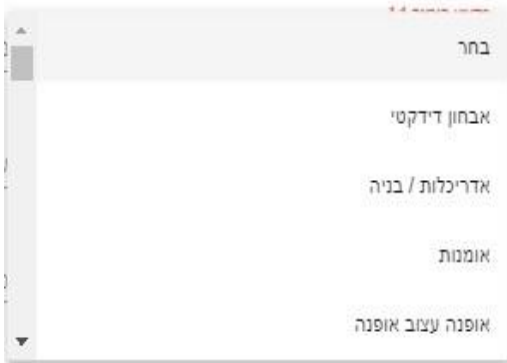 בחר
אבחון דידקטי
אדריכלות / בניה
אומנות
אופנה עצוב אופנה